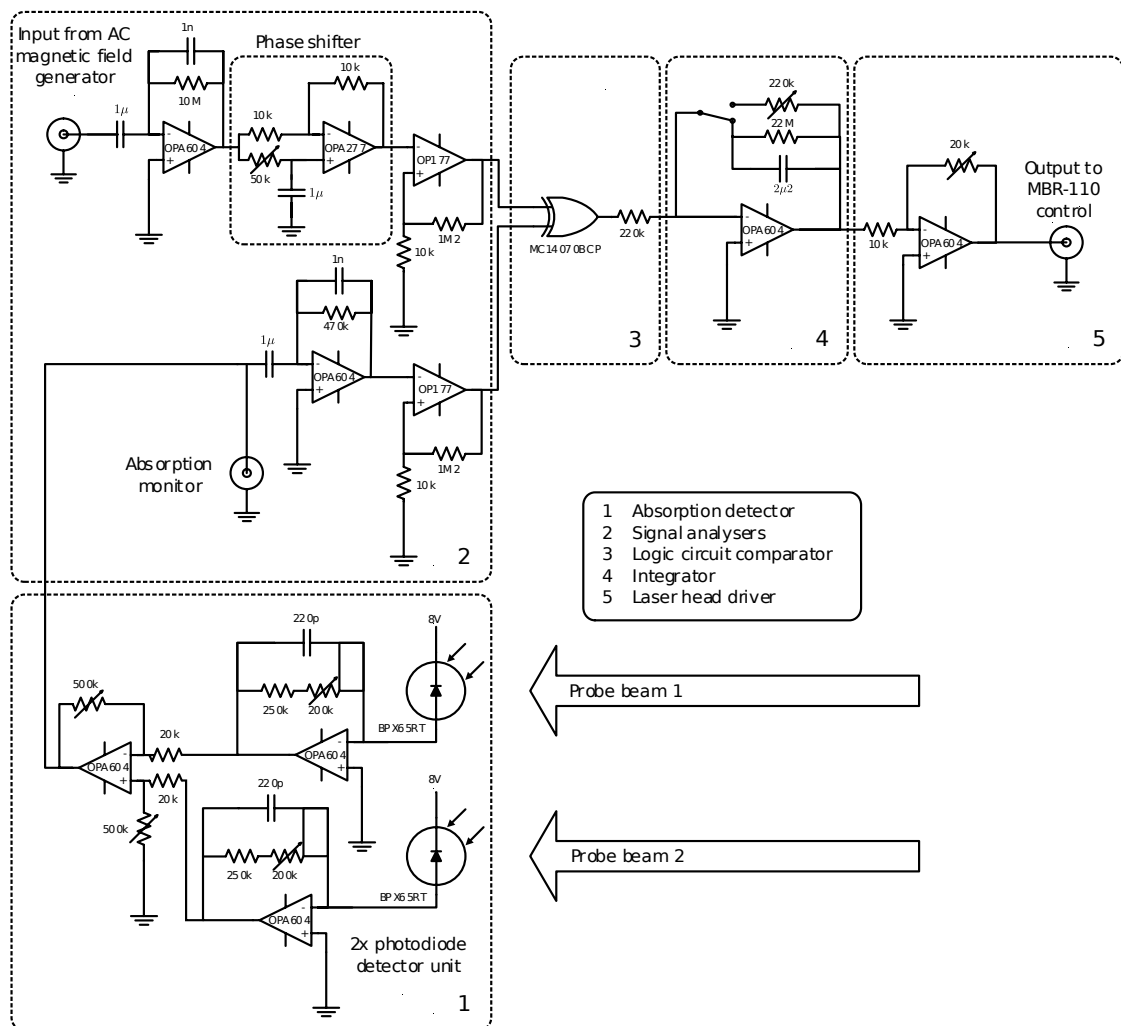 Input from AC
magnetic field
generator
1n
10M
1μ
OPA604
Phase shifter
10k
10k
50k
OPA277
1μ
OP177
1M2
10k
1n
470k
1μ
OPA604
OP177
1M2
10k
Absorption
monitor
2
MC14070BCP
220k
3
220k
22M
2μ2
OPA604
4
10k
20k
OPA604
Output to
MBR-110
control
5
1 Absorption detector
2 Signal analysers
3 Logic circuit comparator
4 Integrator
5 Laser head driver
220p
250k
200k
8V
BPX65RT
OPA604
500k
20k
OPA604
20k
500k
220p
250k
200k
8V
BPX65RT
OPA604
2x photodiode
detector unit
1
Probe beam 1
Probe beam 2